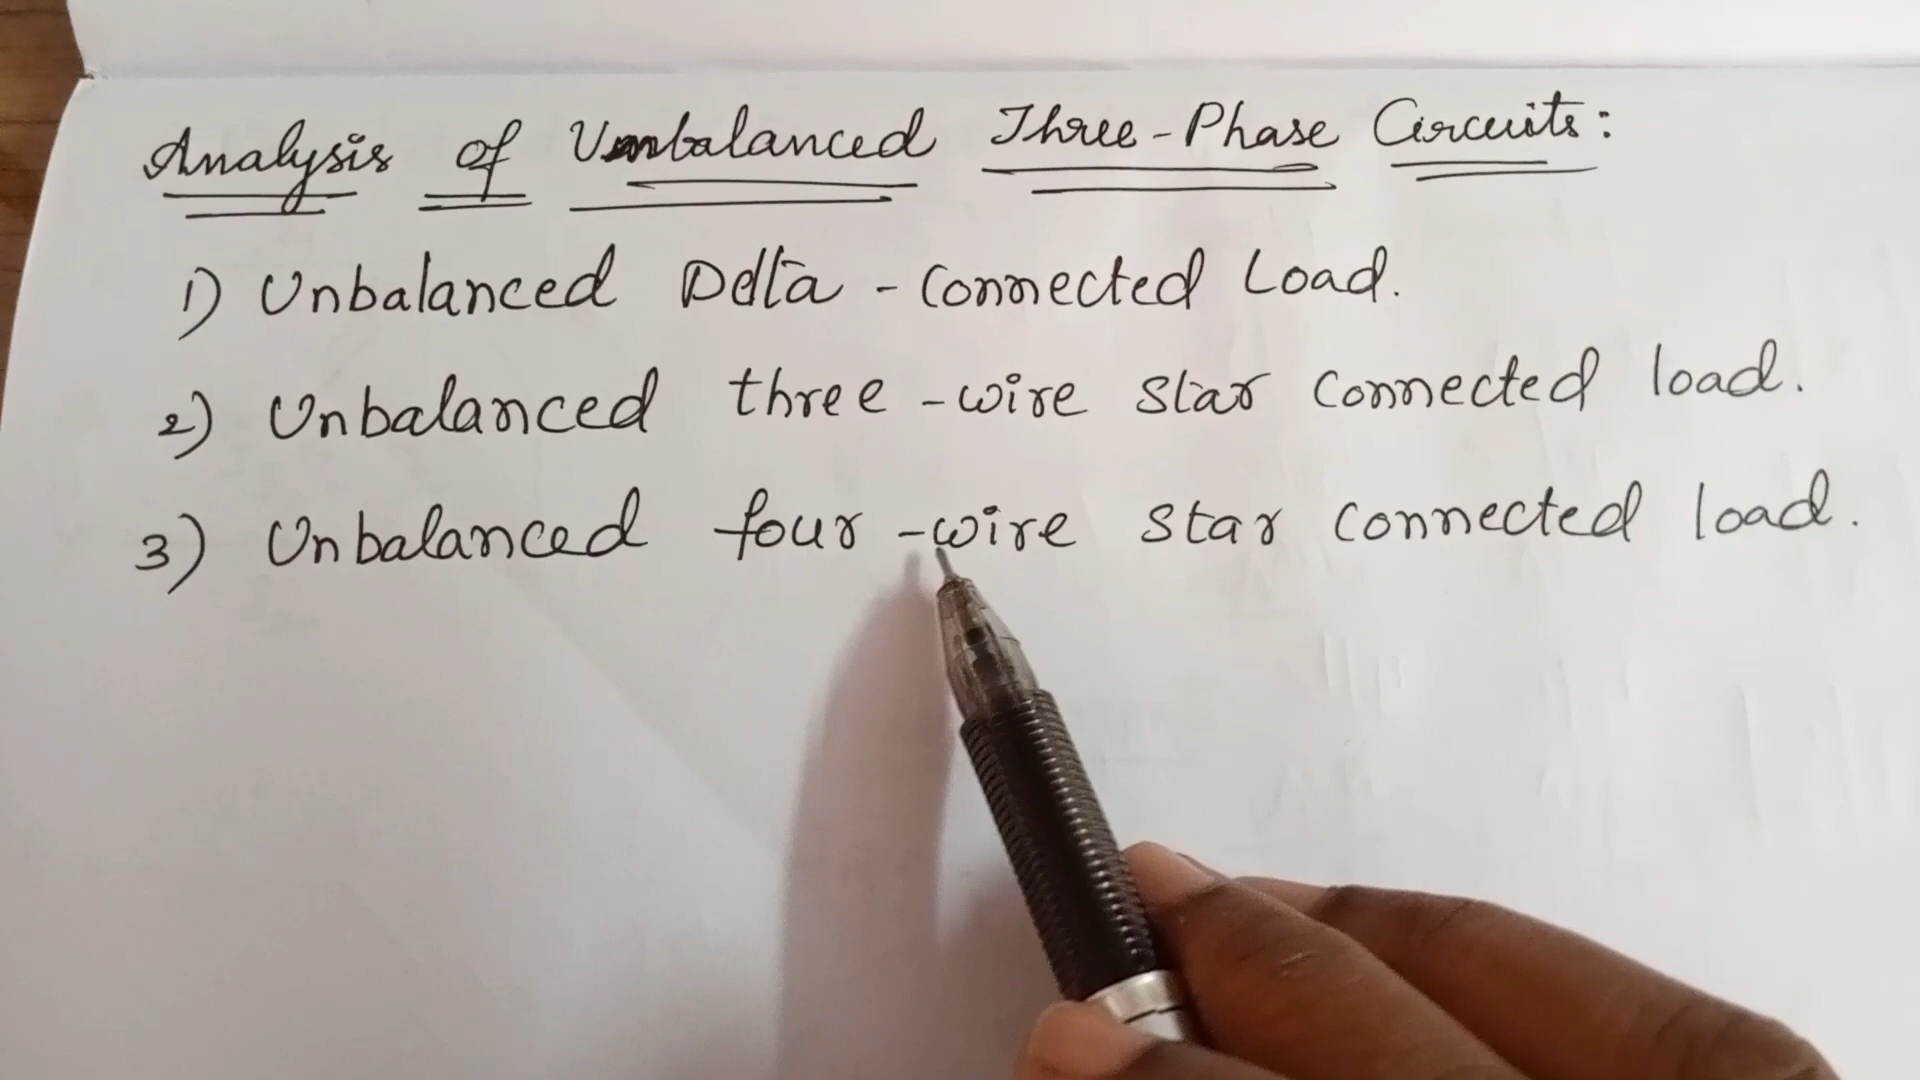 Analysis of Unbalanced Three-Phase Circuits:
1) Unbalanced Delta - Connected Load.
2) Unbalanced three - wire Star Connected load.
3) Unbalanced four - wire star connected load.